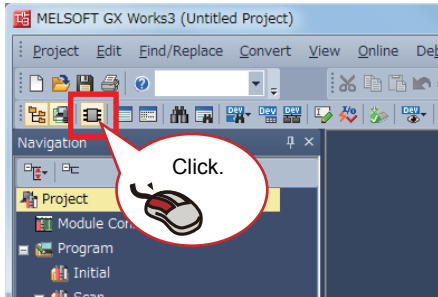 MELSOFT GX Works3 (Untitled Project)
Project Edit Find/Replace Convert View Online De
Navigation
Click.
Project
Module Con
Program
Initial
Scan